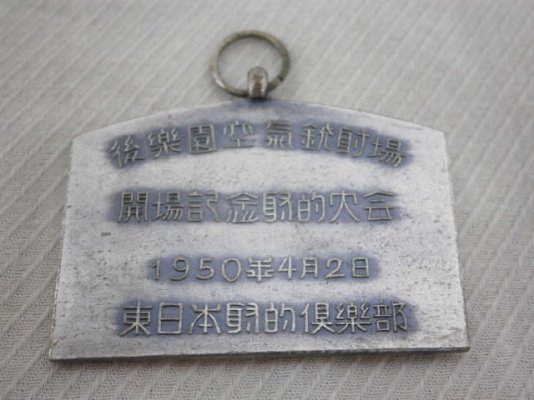 後樂園空氣銃射場
開場記念射的大会
1950年4月2日
東日本射的倶樂部